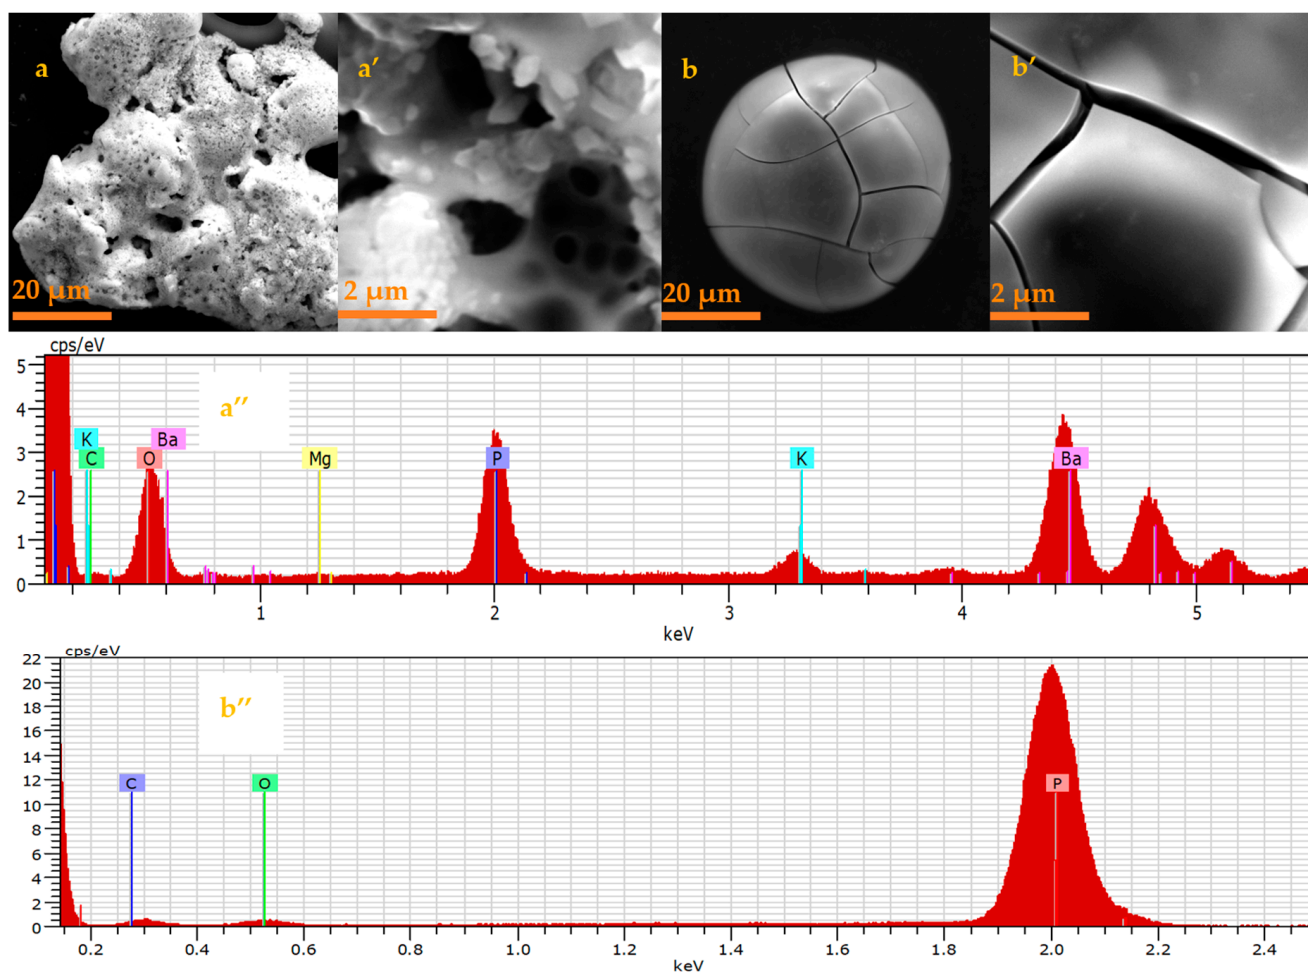 a a′ b b′
20 μm 2 μm 20 μm 2 μm
cps/eV
a″
5
4
3
2
1
0
K Ba
C O Mg P K Ba
1 2 3 4 5
keV
cps/eV
b″
22
20
18
16
14
12
10
8
6
4
2
0
C O P
0.2 0.4 0.6 0.8 1.0 1.2 1.4 1.6 1.8 2.0 2.2 2.4
keV